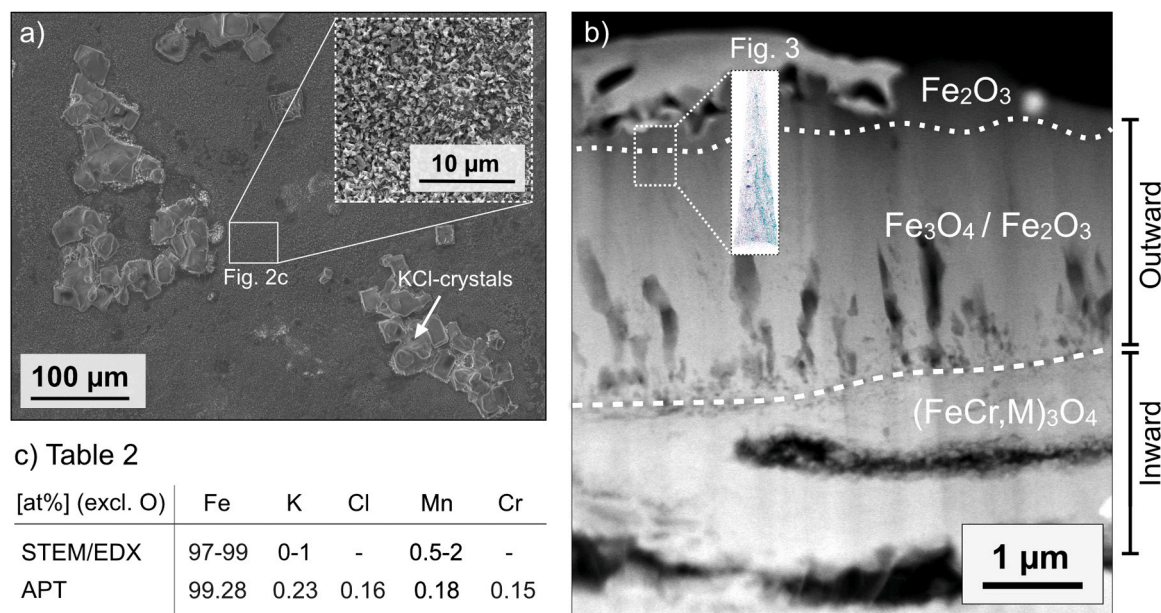 a)
10 µm
Fig. 2c
KCl-crystals
100 µm
b)
Fig. 3
Fe₂O₃
Fe₃O₄ / Fe₂O₃
(FeCr,M)₃O₄
Outward
Inward
1 µm
c) Table 2
[at%] (excl. O) Fe K Cl Mn Cr
STEM/EDX 97-99 0-1 - 0.5-2 -
APT 99.28 0.23 0.16 0.18 0.15